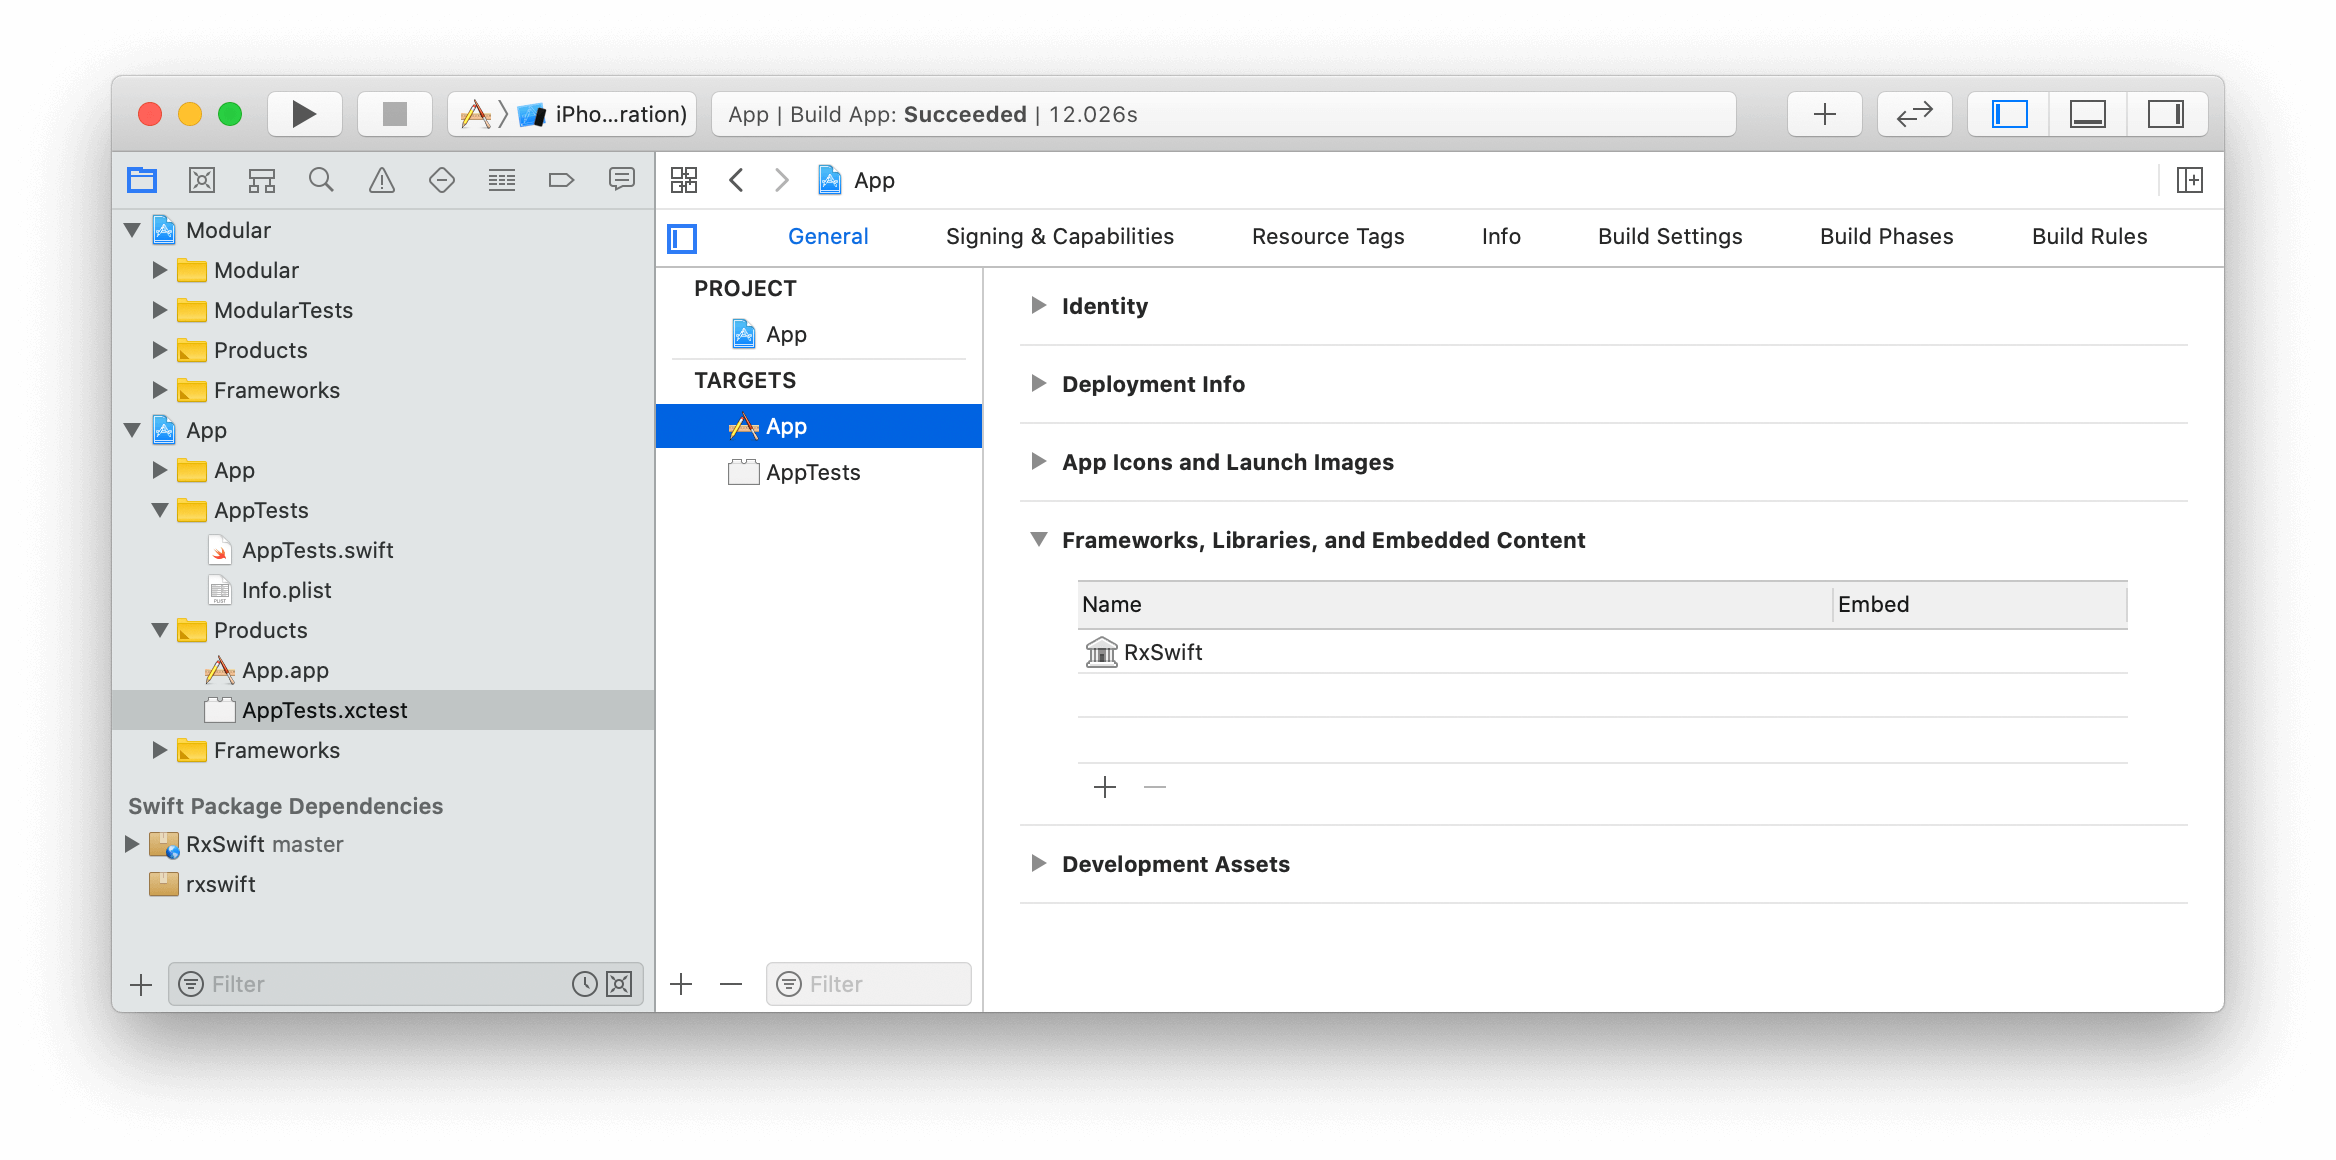 iPho...ration)
App | Build App: Succeeded | 12.026s
Modular
Modular
ModularTests
Products
Frameworks
App
App
AppTests
AppTests.swift
Info.plist
Products
App.app
AppTests.xctest
Frameworks
Swift Package Dependencies
RxSwift master
rxswift
Filter
App
General Signing & Capabilities Resource Tags Info Build Settings Build Phases Build Rules
PROJECT
App
TARGETS
App
AppTests
Filter
Identity
Deployment Info
App Icons and Launch Images
Frameworks, Libraries, and Embedded Content
Name Embed
RxSwift
Development Assets